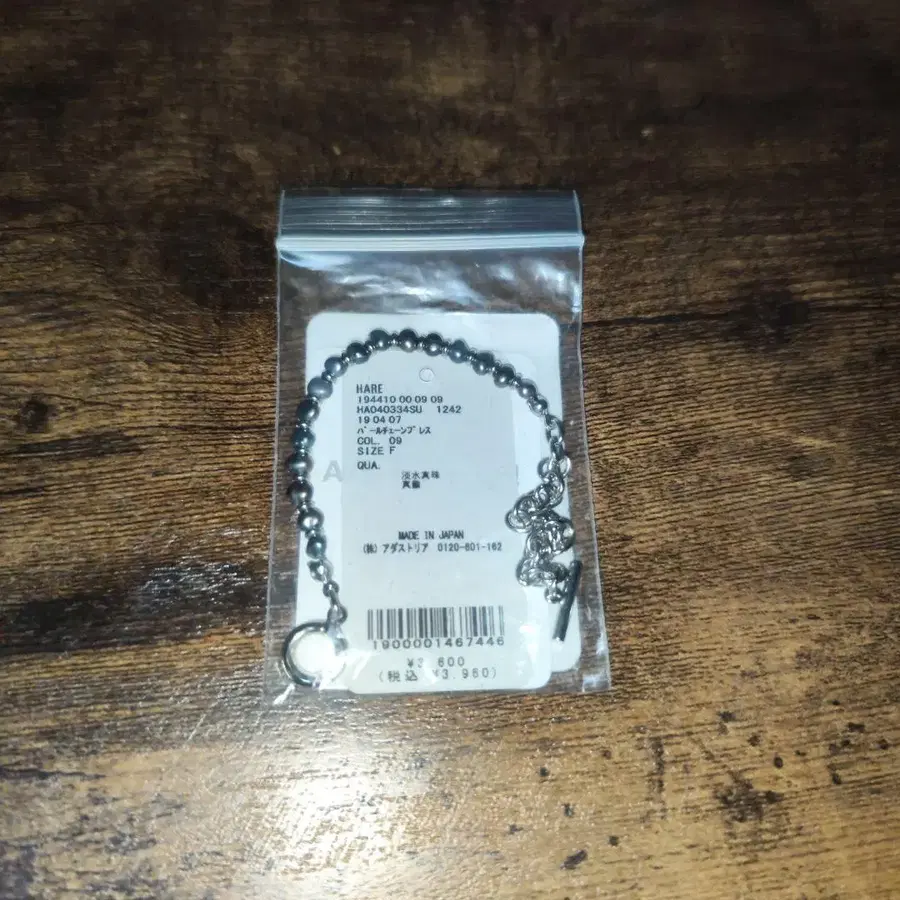 HARE
194410 00 09 09
HA040334SU 1242
19 04 07
パールチェーンブレス
COL. 09
SIZE F
QUA.
淡水真珠
真鍮
A
MADE IN JAPAN
(株) アダストリア 0120-601-162
1900001467446
¥3,600
(税込 ¥3,960)